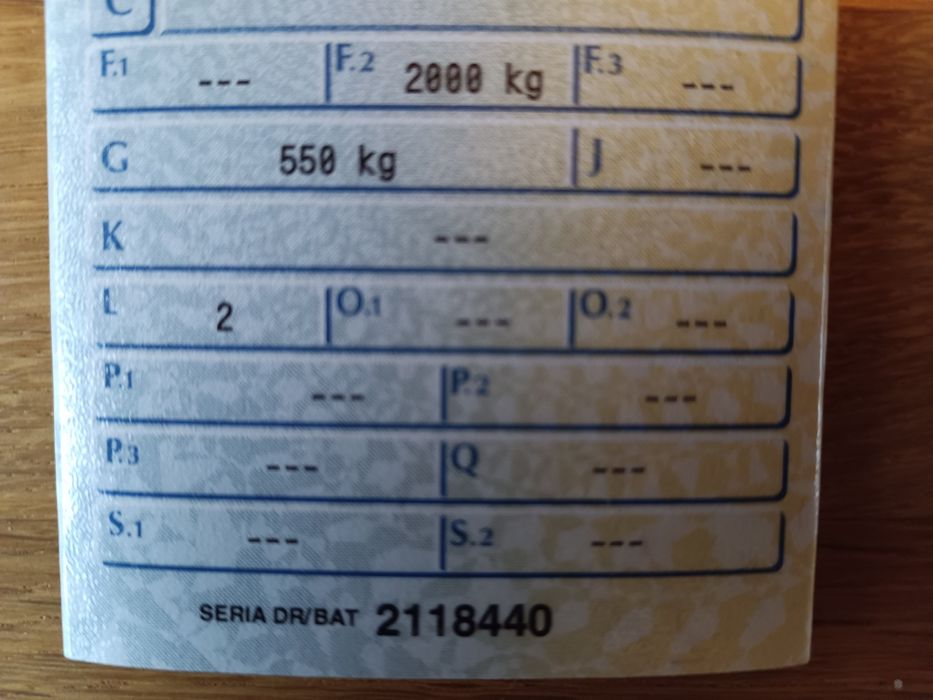 C
F.1 --- F.2 2000 kg F.3 ---
G 550 kg J ---
K ---
L 2 O.1 --- O.2 ---
P.1 --- P.2 ---
P.3 --- Q ---
S.1 --- S.2 ---
SERIA DR/BAT 2118440